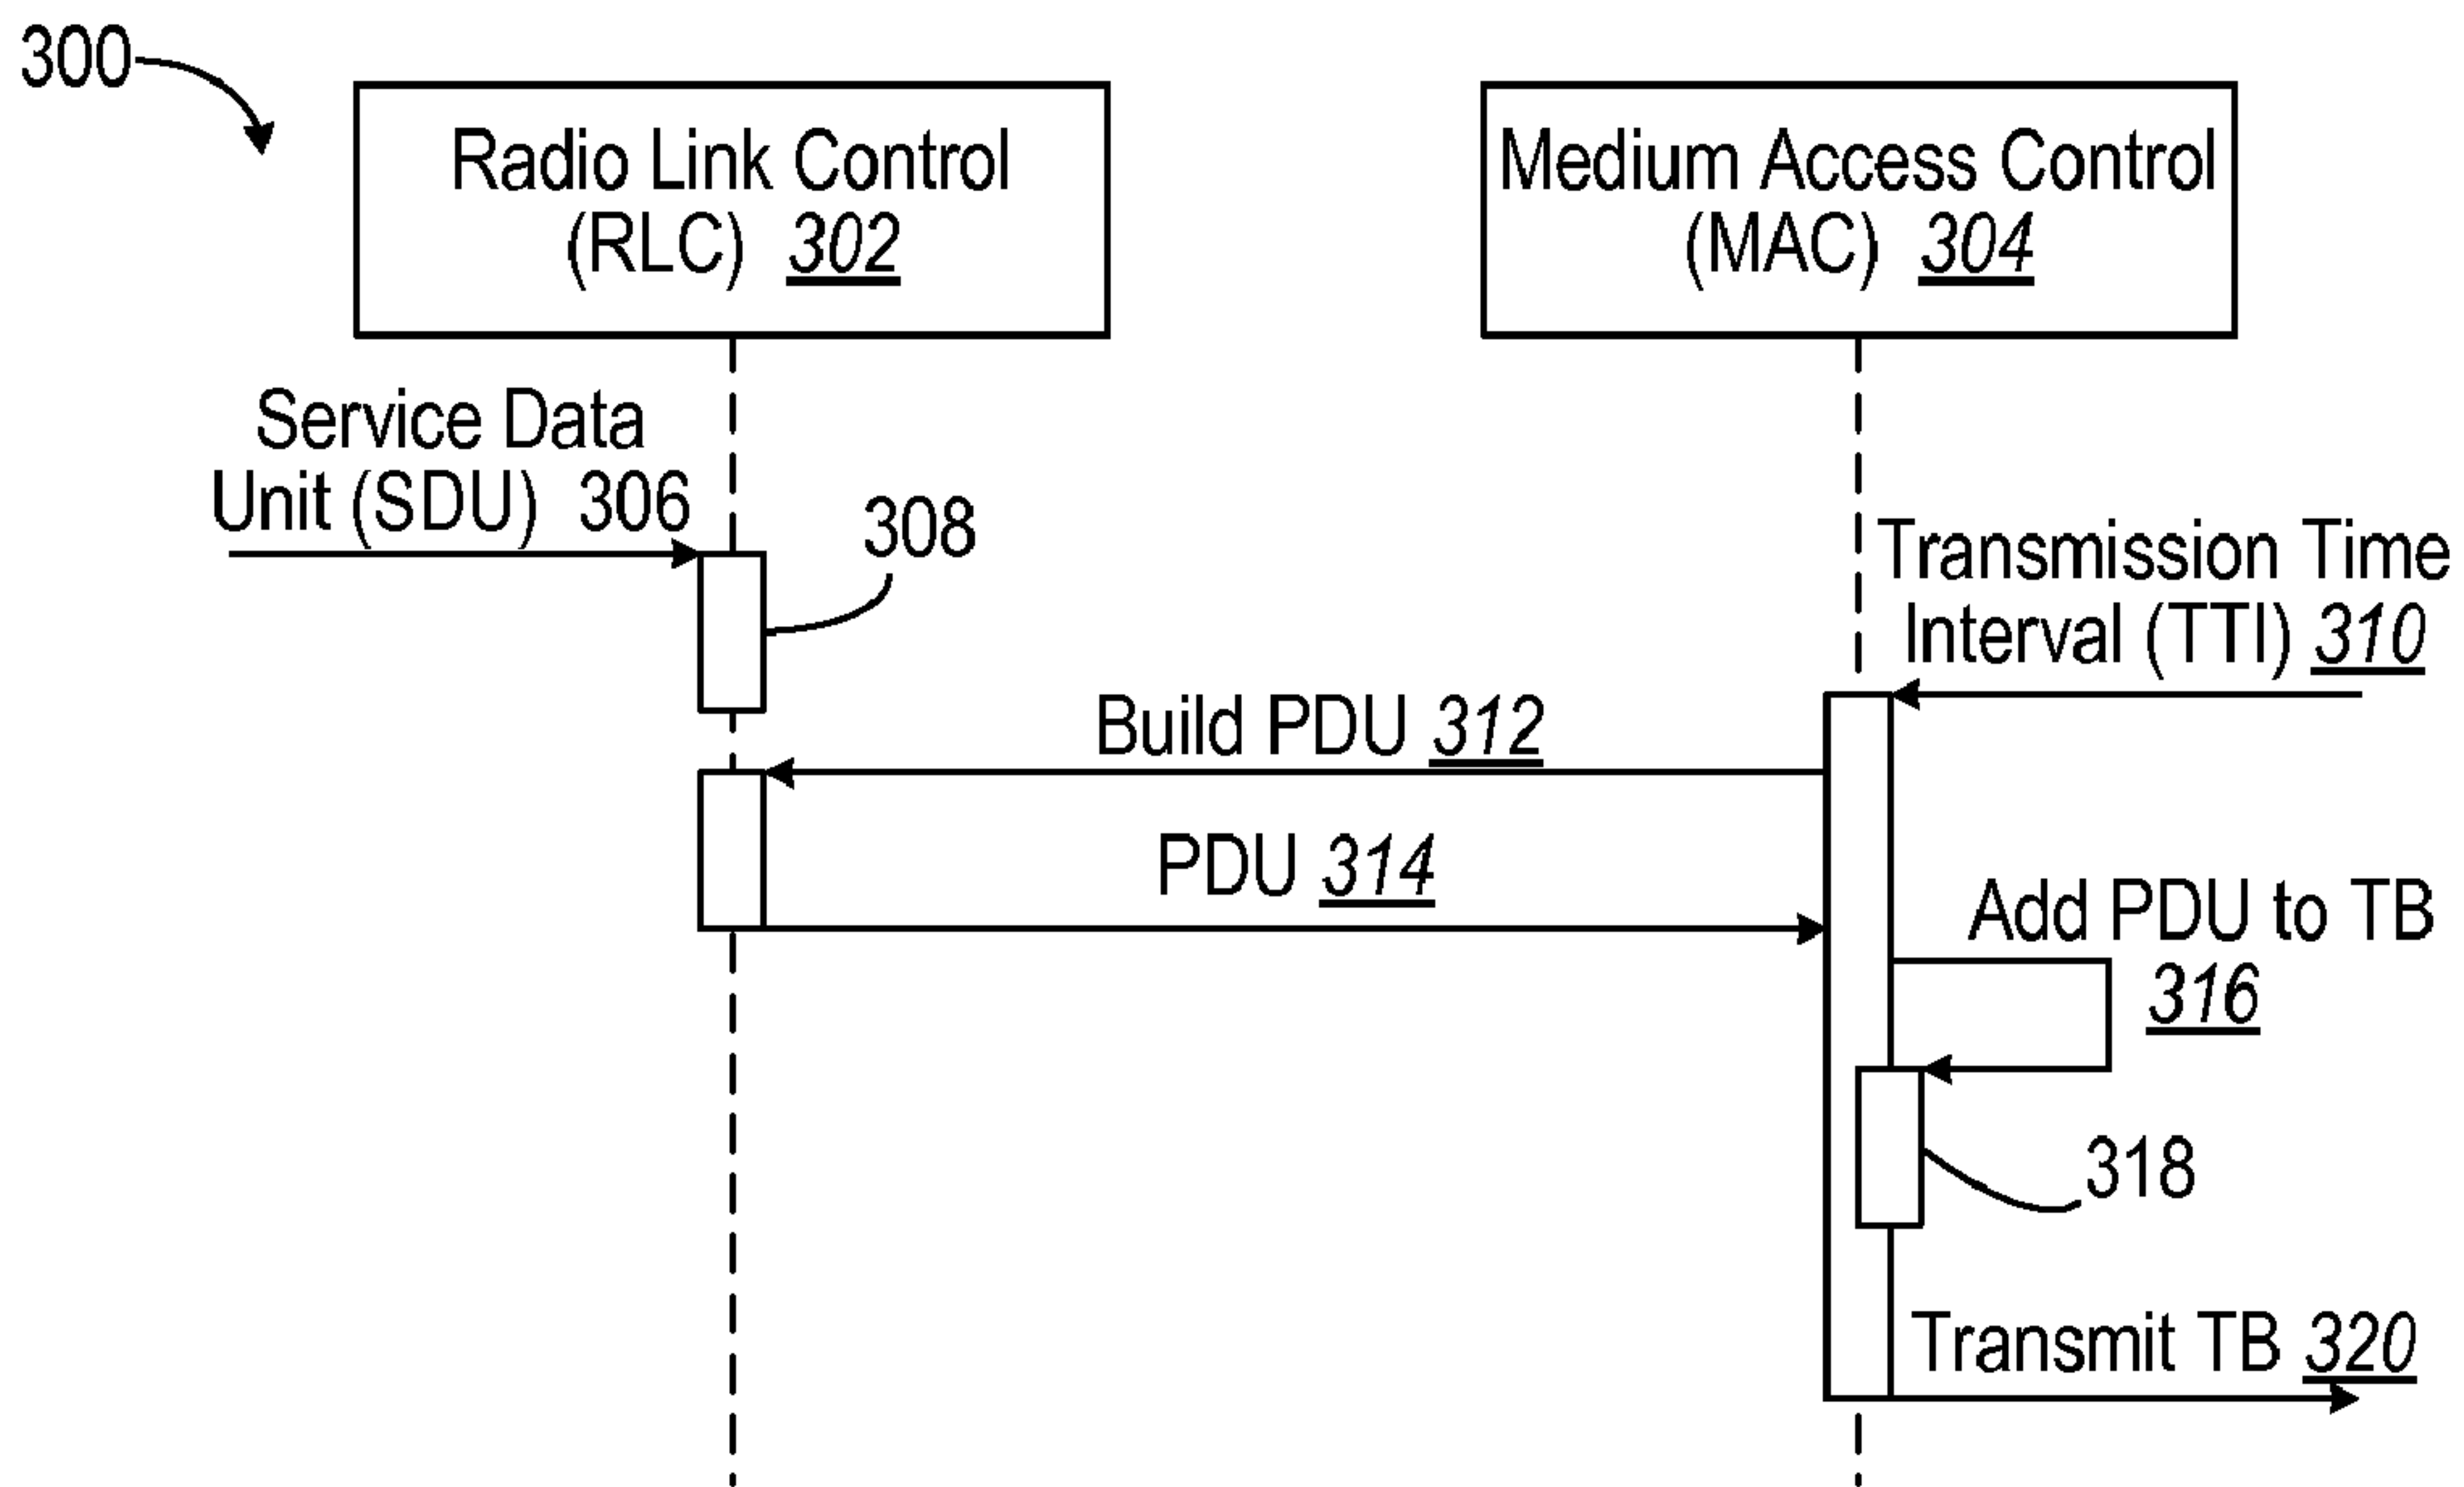 300
Radio Link Control
(RLC) 302
Medium Access Control
(MAC) 304
Service Data
Unit (SDU) 306
308
Transmission Time
Interval (TTI) 310
Build PDU 312
PDU 314
Add PDU to TB
316
318
Transmit TB 320